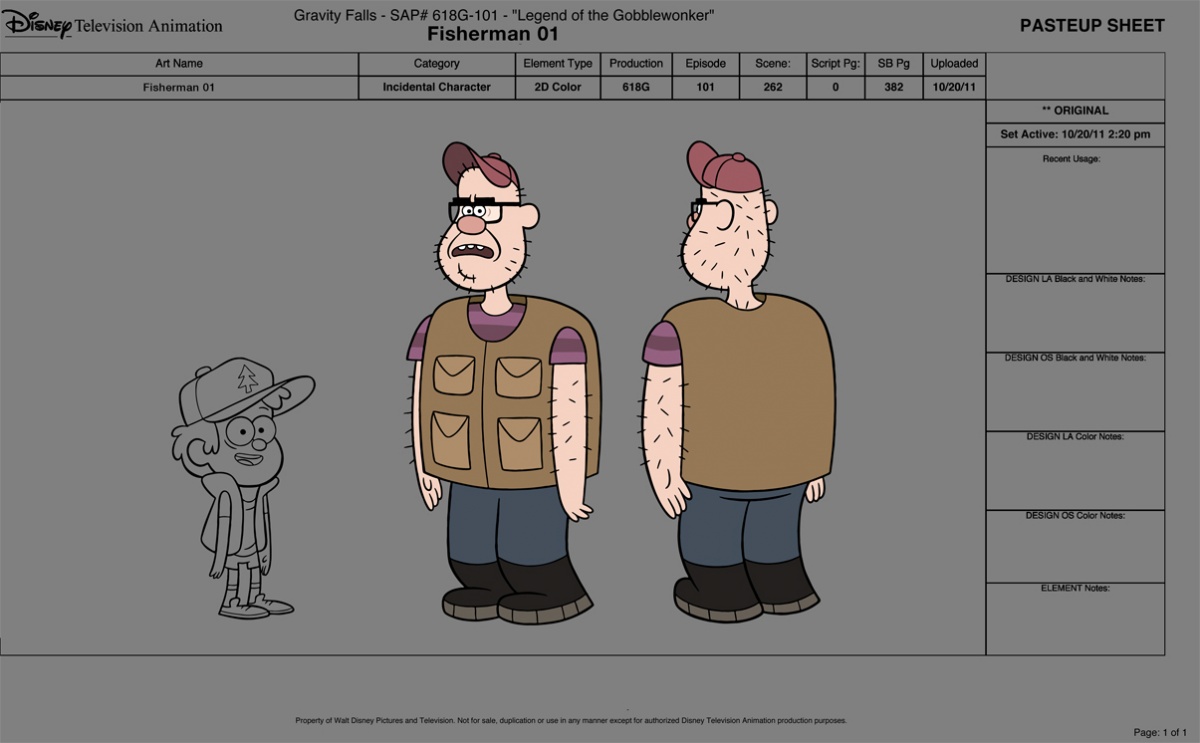 Disney Television Animation
Gravity Falls - SAP# 618G-101 - "Legend of the Gobblewonker"
Fisherman 01
PASTEUP SHEET
Art Name Category Element Type Production Episode Scene: Script Pg: SB Pg Uploaded
Fisherman 01 Incidental Character 2D Color 618G 101 262 0 382 10/20/11
** ORIGINAL
Set Active: 10/20/11 2:20 pm
Recent Usage:
DESIGN LA Black and White Notes:
DESIGN OS Black and White Notes:
DESIGN LA Color Notes:
DESIGN OS Color Notes:
ELEMENT Notes:
Property of Walt Disney Pictures and Television. Not for sale, duplication or use in any manner except for authorized Disney Television Animation production purposes.
Page: 1 of 1